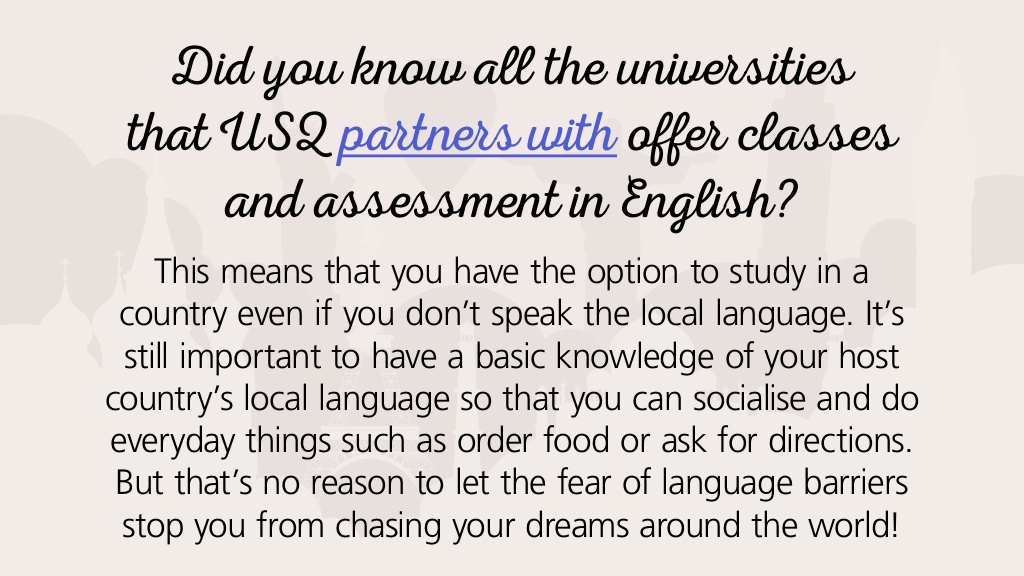 Did you know all the universities
that USQ partners with offer classes
and assessment in English?
This means that you have the option to study in a
country even if you don’t speak the local language. It’s
still important to have a basic knowledge of your host
country’s local language so that you can socialise and do
everyday things such as order food or ask for directions.
But that’s no reason to let the fear of language barriers
stop you from chasing your dreams around the world!